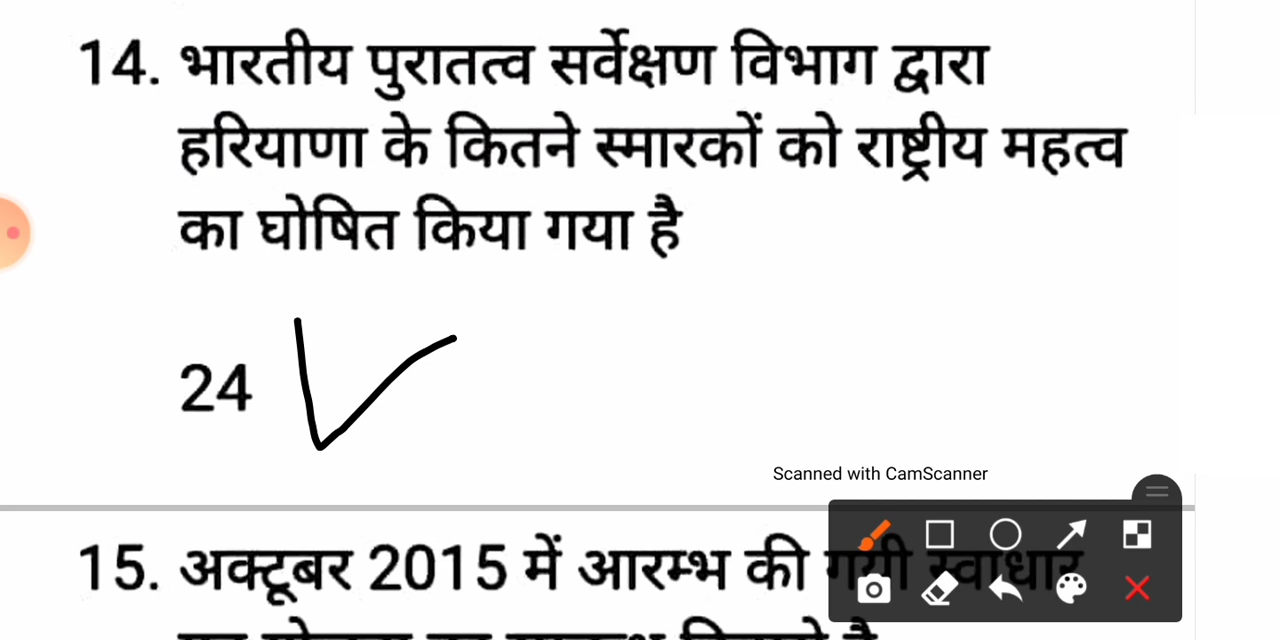 14. भारतीय पुरातत्व सर्वेक्षण विभाग द्वारा
हरियाणा के कितने स्मारकों को राष्ट्रीय महत्व
का घोषित किया गया है
24
Scanned with CamScanner
15. अक्टूबर 2015 में आरम्भ की गयी स्वाधार